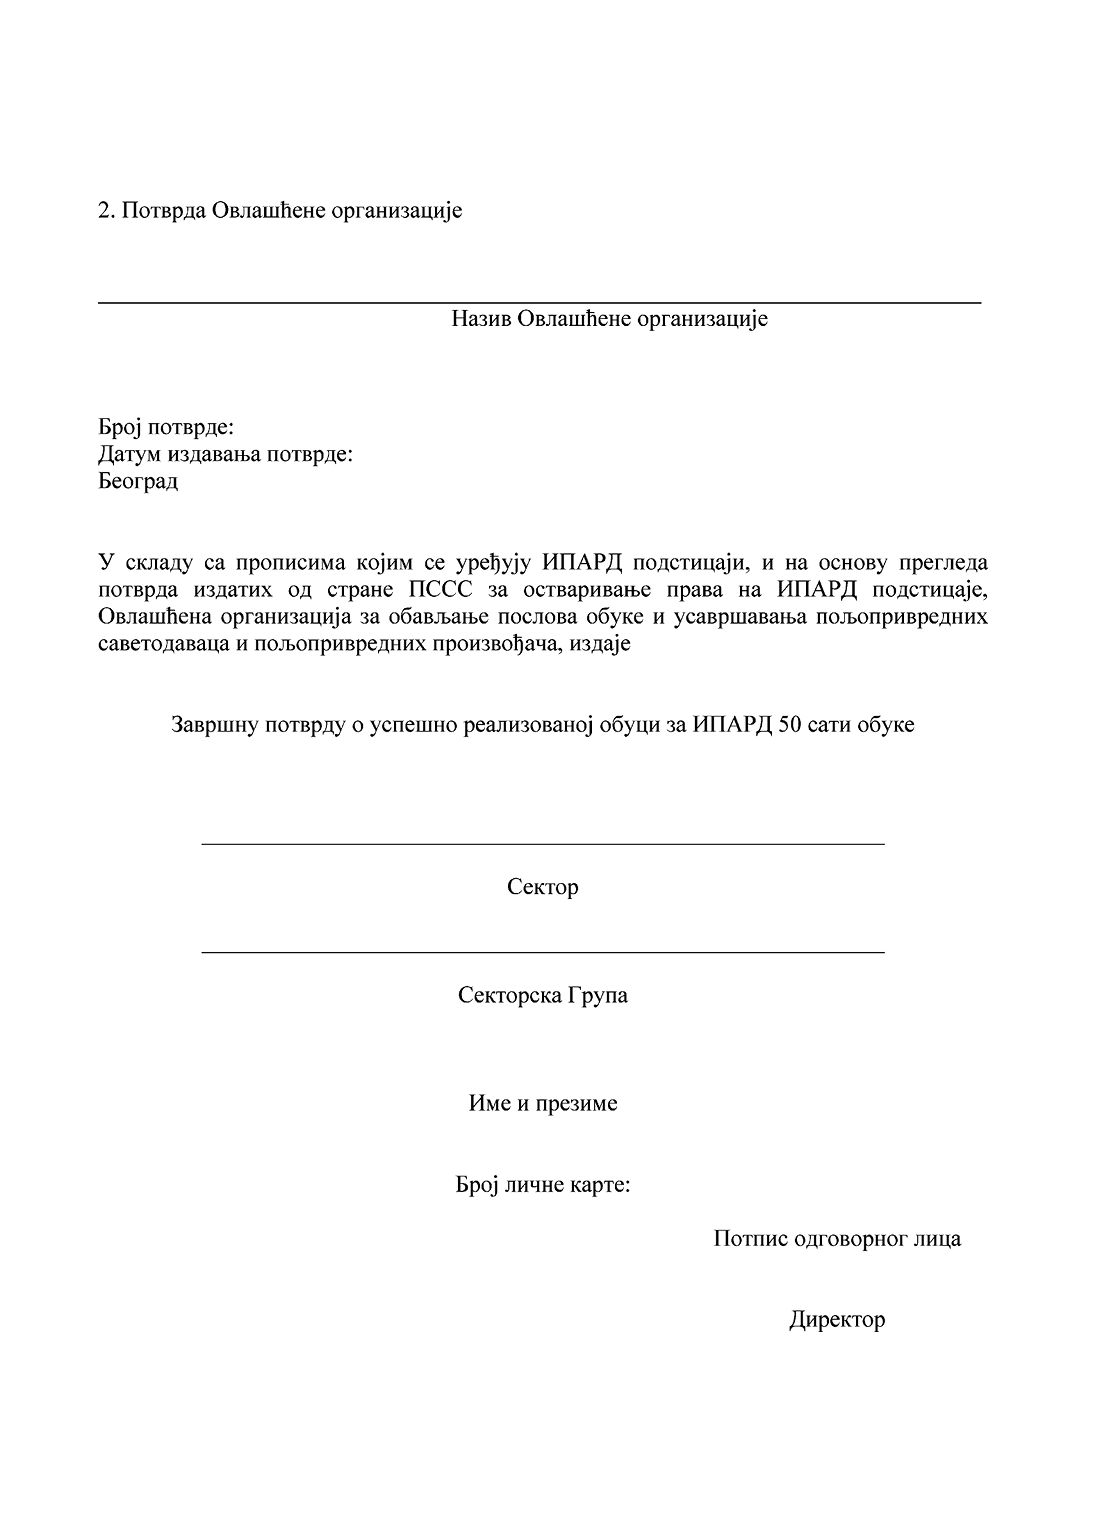 2. Потврда Овлашћене организације
Назив Овлашћене организације
Број потврде:
Датум издавања потврде:
Београд
У складу са прописима којим се уређују ИПАРД подстицаји, и на основу прегледа
потврда издатих од стране ПССС за остваривање права на ИПАРД подстицаје,
Овлашћена организација за обављање послова обуке и усавршавања пољопривредних
саветодаваца и пољопривредних произвођача, издаје
Завршну потврду о успешно реализованој обуци за ИПАРД 50 сати обуке
Сектор
Секторска Група
Име и презиме
Број личне карте:
Потпис одговорног лица
Директор